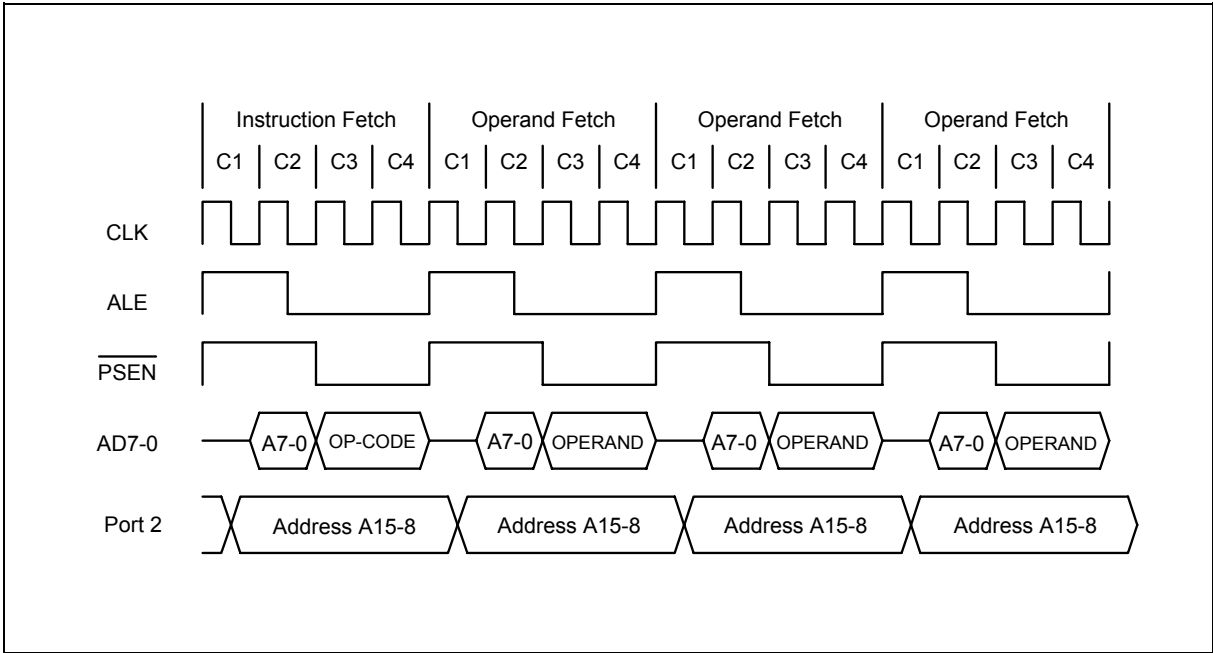 Instruction Fetch Operand Fetch Operand Fetch Operand Fetch
C1 C2 C3 C4 C1 C2 C3 C4 C1 C2 C3 C4 C1 C2 C3 C4
CLK
ALE
PSEN
AD7-0 A7-0 OP-CODE A7-0 OPERAND A7-0 OPERAND A7-0 OPERAND
Port 2 Address A15-8 Address A15-8 Address A15-8 Address A15-8